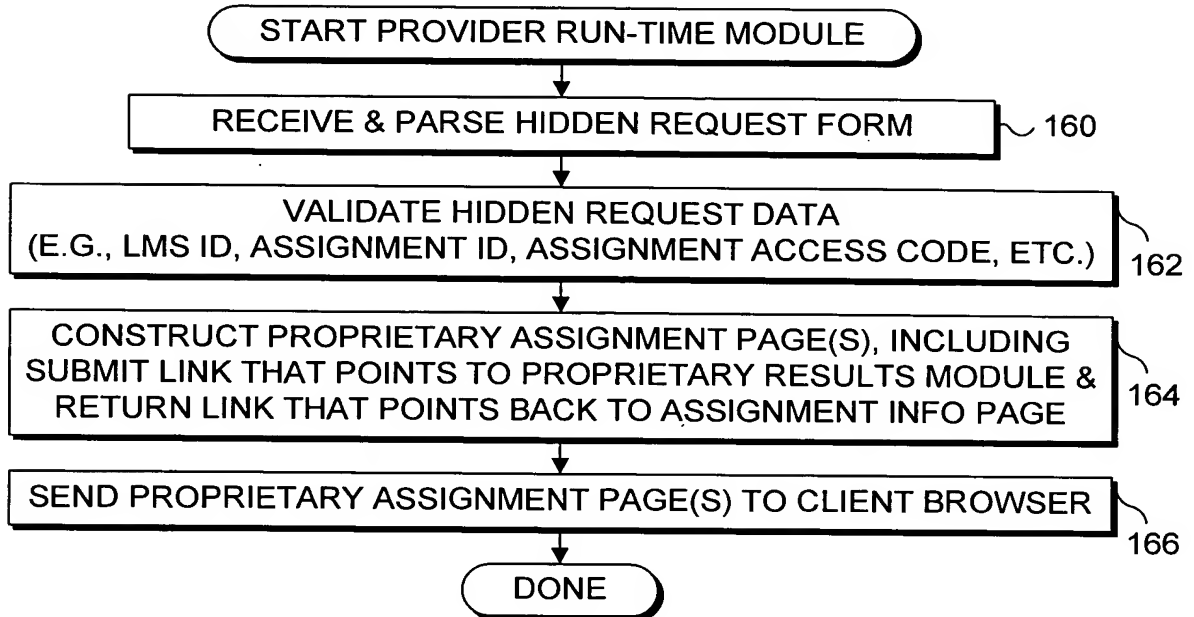 START PROVIDER RUN-TIME MODULE
RECEIVE & PARSE HIDDEN REQUEST FORM
160
VALIDATE HIDDEN REQUEST DATA
(E.G., LMS ID, ASSIGNMENT ID, ASSIGNMENT ACCESS CODE, ETC.)
162
CONSTRUCT PROPRIETARY ASSIGNMENT PAGE(S), INCLUDING
SUBMIT LINK THAT POINTS TO PROPRIETARY RESULTS MODULE &
RETURN LINK THAT POINTS BACK TO ASSIGNMENT INFO PAGE
164
SEND PROPRIETARY ASSIGNMENT PAGE(S) TO CLIENT BROWSER
166
DONE